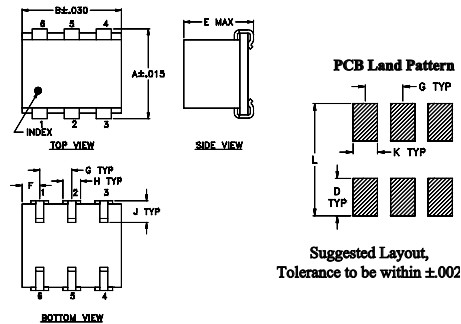 B±.030
6 5 4
A±.015
INDEX
1 2 3
TOP VIEW
E MAX
SIDE VIEW
PCB Land Pattern
G TYP
K TYP
L
D
TYP
Suggested Layout,
Tolerance to be within ±.002
G TYP
F
H TYP
1 2 3
J TYP
6 5 4
BOTTOM VIEW